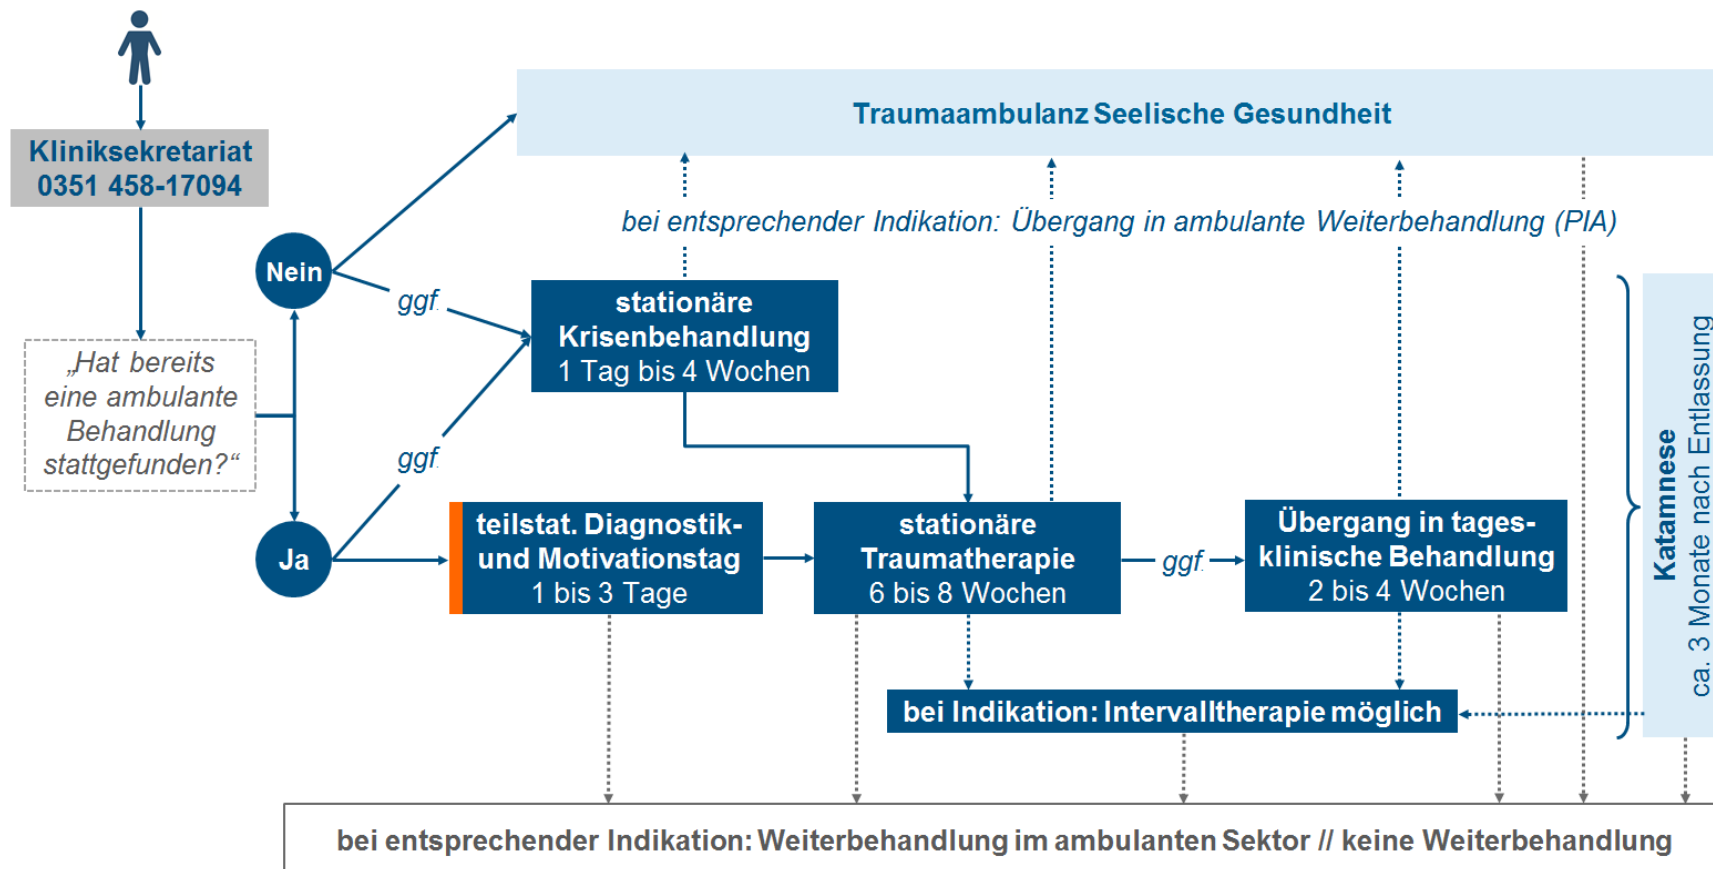 Traumaambulanz Seelische Gesundheit
Kliniksekretariat
0351 458-17094
bei entsprechender Indikation: Übergang in ambulante Weiterbehandlung (PIA)
Nein
ggf.
stationäre
Krisenbehandlung
1 Tag bis 4 Wochen
„Hat bereits
eine ambulante
Behandlung
stattgefunden?“
ggf.
Ja
teilstat. Diagnostik-
und Motivationstag
1 bis 3 Tage
stationäre
Traumatherapie
6 bis 8 Wochen
ggf.
Übergang in tages-
klinische Behandlung
2 bis 4 Wochen
Katamnese
ca. 3 Monate nach Entlassung
bei Indikation: Intervalltherapie möglich
bei entsprechender Indikation: Weiterbehandlung im ambulanten Sektor // keine Weiterbehandlung